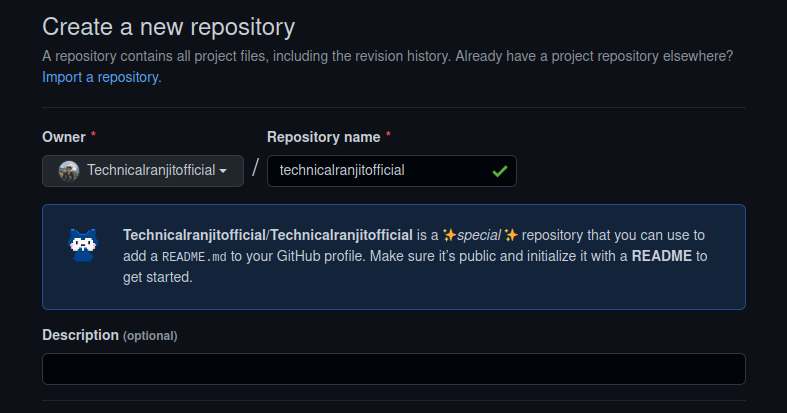 Create a new repository
A repository contains all project files, including the revision history. Already have a project repository elsewhere?
Import a repository.
Owner * Repository name *
Technicalranjitofficial / technicalranjitofficial
Technicalranjitofficial/Technicalranjitofficial is a ✨special✨ repository that you can use to
add a README.md to your GitHub profile. Make sure it’s public and initialize it with a README to
get started.
Description (optional)